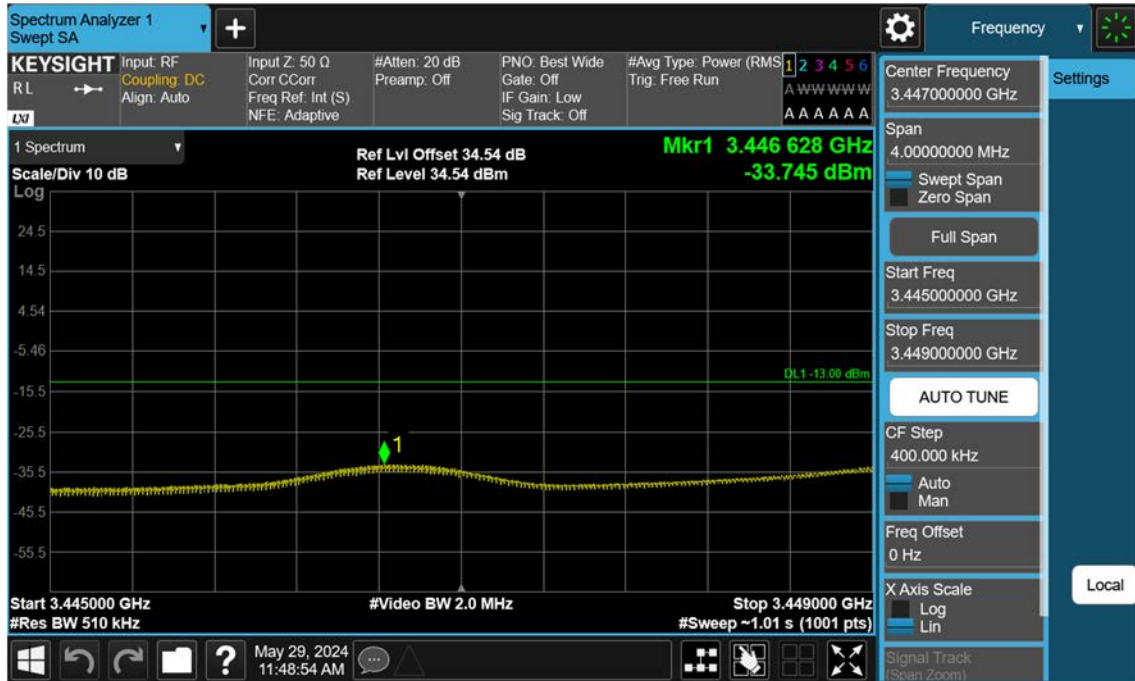 Spectrum Analyzer 1
Swept SA
+
Frequency
KEYSIGHT
R L
LXI
Input: RF
Coupling: DC
Align: Auto
Input Z: 50 Ω
Corr CCorr
Freq Ref: Int (S)
NFE: Adaptive
#Atten: 20 dB
Preamp: Off
PNO: Best Wide
Gate: Off
IF Gain: Low
Sig Track: Off
#Avg Type: Power (RMS
Trig: Free Run
1 2 3 4 5 6
A W W W W W
A A A A A A
1 Spectrum
Scale/Div 10 dB
Ref Lvl Offset 34.54 dB
Ref Level 34.54 dBm
Mkr1 3.446 628 GHz
-33.745 dBm
Log
24.5
14.5
4.54
-5.46
-15.5
-25.5
-35.5
-45.5
-55.5
DL1 -13.00 dBm
1
Start 3.445000 GHz
#Res BW 510 kHz
#Video BW 2.0 MHz
Stop 3.449000 GHz
#Sweep ~1.01 s (1001 pts)
Center Frequency
3.447000000 GHz
Span
4.00000000 MHz
Swept Span
Zero Span
Full Span
Start Freq
3.445000000 GHz
Stop Freq
3.449000000 GHz
AUTO TUNE
CF Step
400.000 kHz
Auto
Man
Freq Offset
0 Hz
X Axis Scale
Log
Lin
Signal Track
(Span Zoom)
Settings
Local
?
May 29, 2024
11:48:54 AM